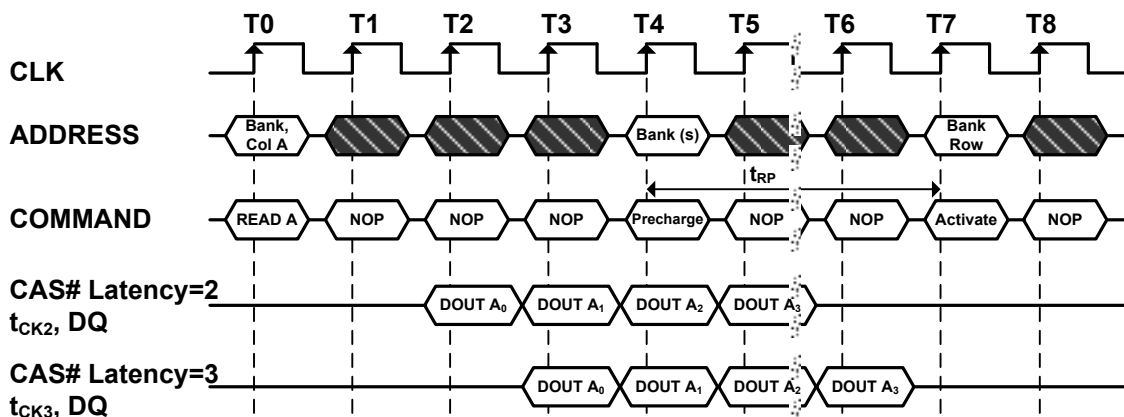 T0 T1 T2 T3 T4 T5 T6 T7 T8
CLK
ADDRESS
Bank, Col A
Bank (s)
Bank Row
tRP
COMMAND
READ A NOP NOP NOP Precharge NOP NOP Activate NOP
CAS# Latency=2
tCK2, DQ
DOUT A0 DOUT A1 DOUT A2 DOUT A3
CAS# Latency=3
tCK3, DQ
DOUT A0 DOUT A1 DOUT A2 DOUT A3